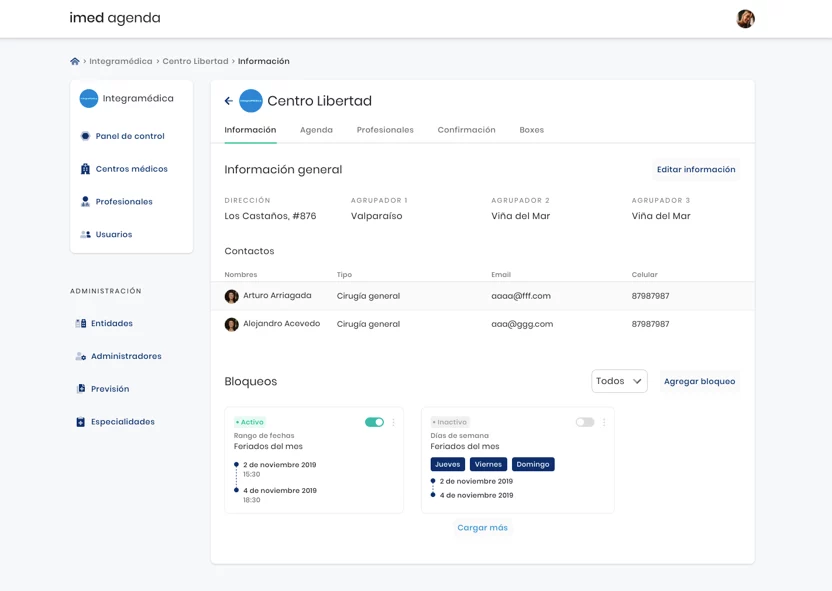 imed agenda
> Integramédica > Centro Libertad > Información
Integramédica
Panel de control
Centros médicos
Profesionales
Usuarios
ADMINISTRACIÓN
Entidades
Administradores
Previsión
Especialidades
Centro Libertad
Información Agenda Profesionales Confirmación Boxes
Información general
Editar información
DIRECCIÓN AGRUPADOR 1 AGRUPADOR 2 AGRUPADOR 3
Los Castaños, #876 Valparaíso Viña del Mar Viña del Mar
Contactos
Nombres Tipo Email Celular
Arturo Arriagada Cirugía general aaaa@fff.com 87987987
Alejandro Acevedo Cirugía general aaa@ggg.com 87987987
Bloqueos
Todos
Agregar bloqueo
Activo
Rango de fechas
Feriados del mes
2 de noviembre 2019
15:30
4 de noviembre 2019
18:30
Inactivo
Días de semana
Feriados del mes
Jueves Viernes Domingo
2 de noviembre 2019
4 de noviembre 2019
Cargar más